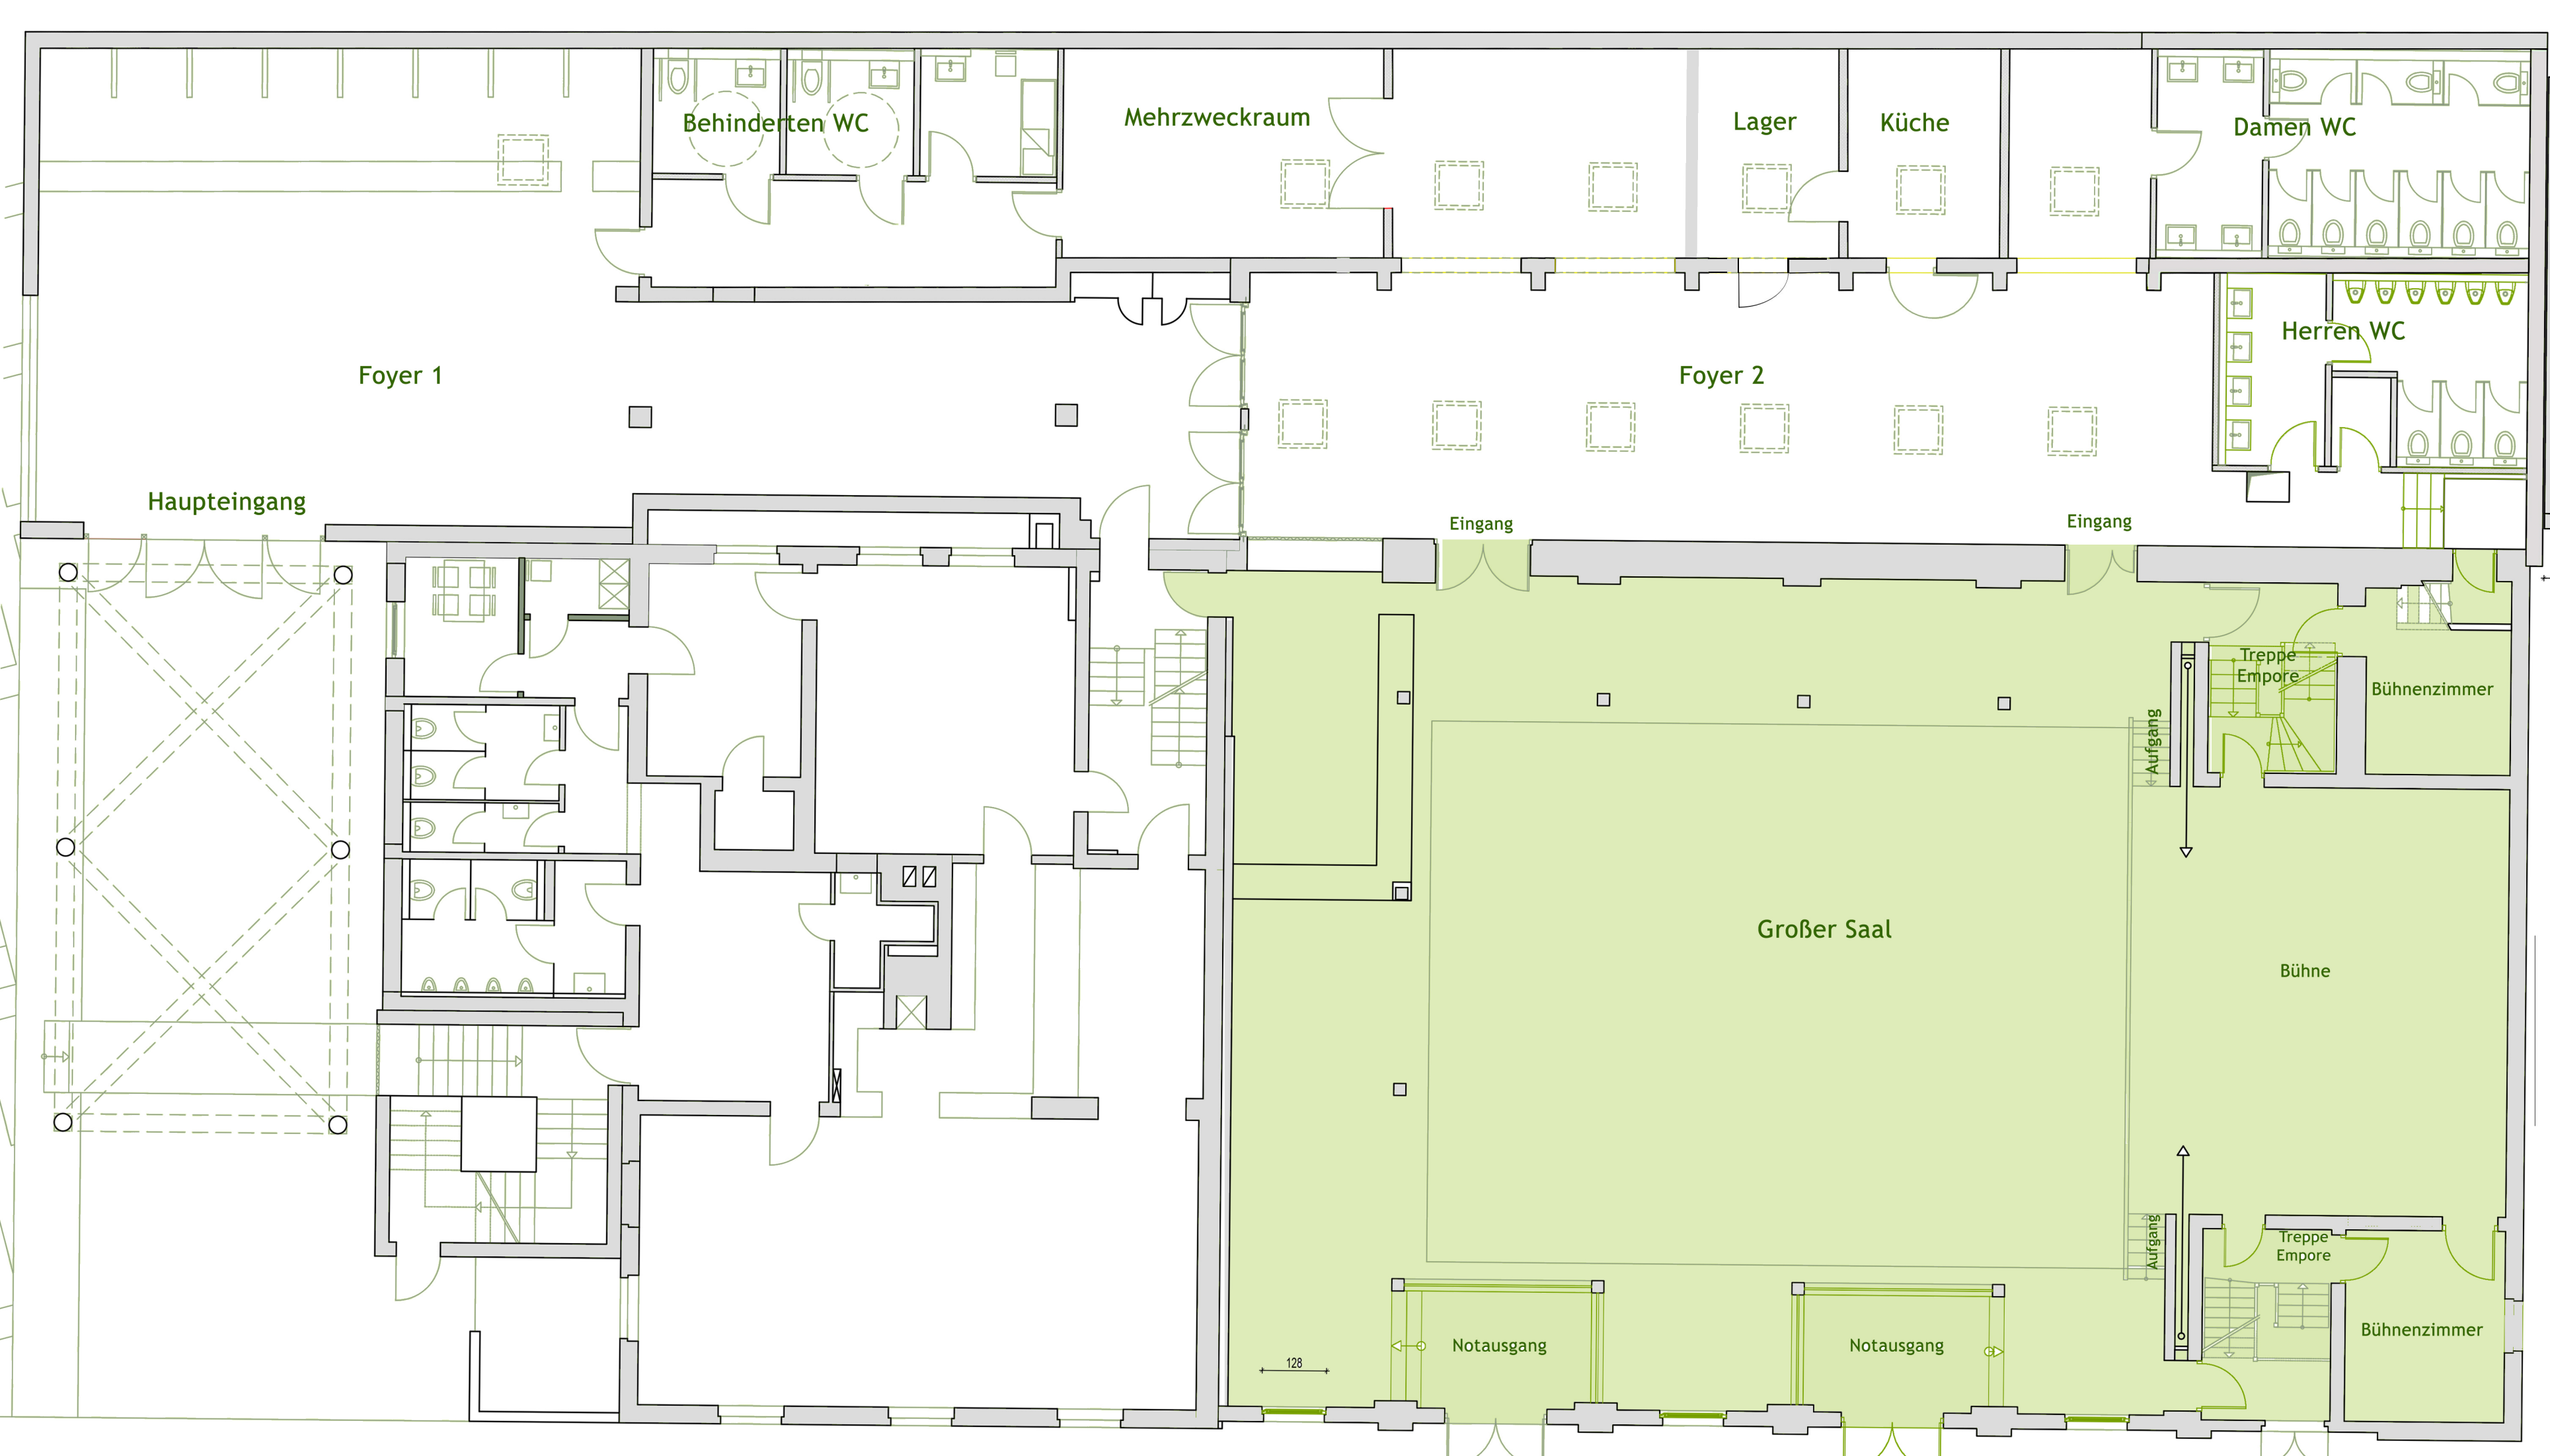 Behinderten WC
Mehrzweckraum
Lager
Küche
Damen WC
Herren WC
Foyer 1
Foyer 2
Haupteingang
Eingang
Eingang
Treppe
Empore
Bühnenzimmer
Aufgang
Großer Saal
Bühne
Aufgang
Treppe
Empore
Bühnenzimmer
Notausgang
Notausgang
128